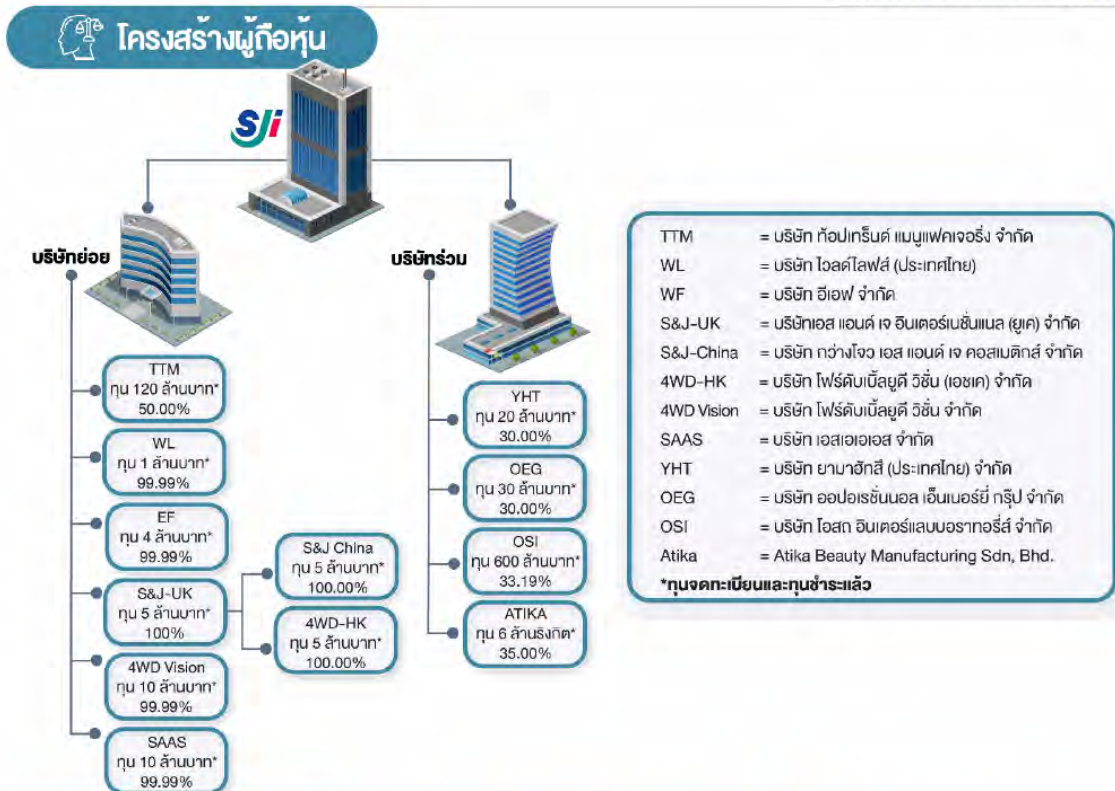 โครงสร้างผู้ถือหุ้น
SJi
บริษัทย่อย
TTM
ทุน 120 ล้านบาท*
50.00%
WL
ทุน 1 ล้านบาท*
99.99%
EF
ทุน 4 ล้านบาท*
99.99%
S&J-UK
ทุน 5 ล้านบาท*
100%
S&J China
ทุน 5 ล้านบาท*
100.00%
4WD-HK
ทุน 5 ล้านบาท*
100.00%
4WD Vision
ทุน 10 ล้านบาท*
99.99%
SAAS
ทุน 10 ล้านบาท*
99.99%
บริษัทร่วม
YHT
ทุน 20 ล้านบาท*
30.00%
OEG
ทุน 30 ล้านบาท*
30.00%
OSI
ทุน 600 ล้านบาท*
33.19%
ATIKA
ทุน 6 ล้านริงกิต*
35.00%
TTM = บริษัท ท้อปเทร็นด์ แมนูแฟคเจอริ่ง จำกัด
WL = บริษัท ไวลด์ไลฟส์ (ประเทศไทย)
WF = บริษัท อีเอฟ จำกัด
S&J-UK = บริษัทเอส แอนด์ เจ อินเตอร์เนชั่นแนล (ยูเค) จำกัด
S&J-China = บริษัท กว่างโจว เอส แอนด์ เจ คอสเมติกส์ จำกัด
4WD-HK = บริษัท โฟร์ดับเบิ้ลยูดี วิชั่น (เอชเค) จำกัด
4WD Vision = บริษัท โฟร์ดับเบิ้ลยูดี วิชั่น จำกัด
SAAS = บริษัท เอสเอเอเอส จำกัด
YHT = บริษัท ยามาฮัทสึ (ประเทศไทย) จำกัด
OEG = บริษัท ออปอเรชั่นนอล เอ็นเนอร์ยี่ กรุ๊ป จำกัด
OSI = บริษัท โอสถ อินเตอร์แลบบอราทอรี่ส์ จำกัด
Atika = Atika Beauty Manufacturing Sdn, Bhd.
*ทุนจดทะเบียนและทุนชำระแล้ว